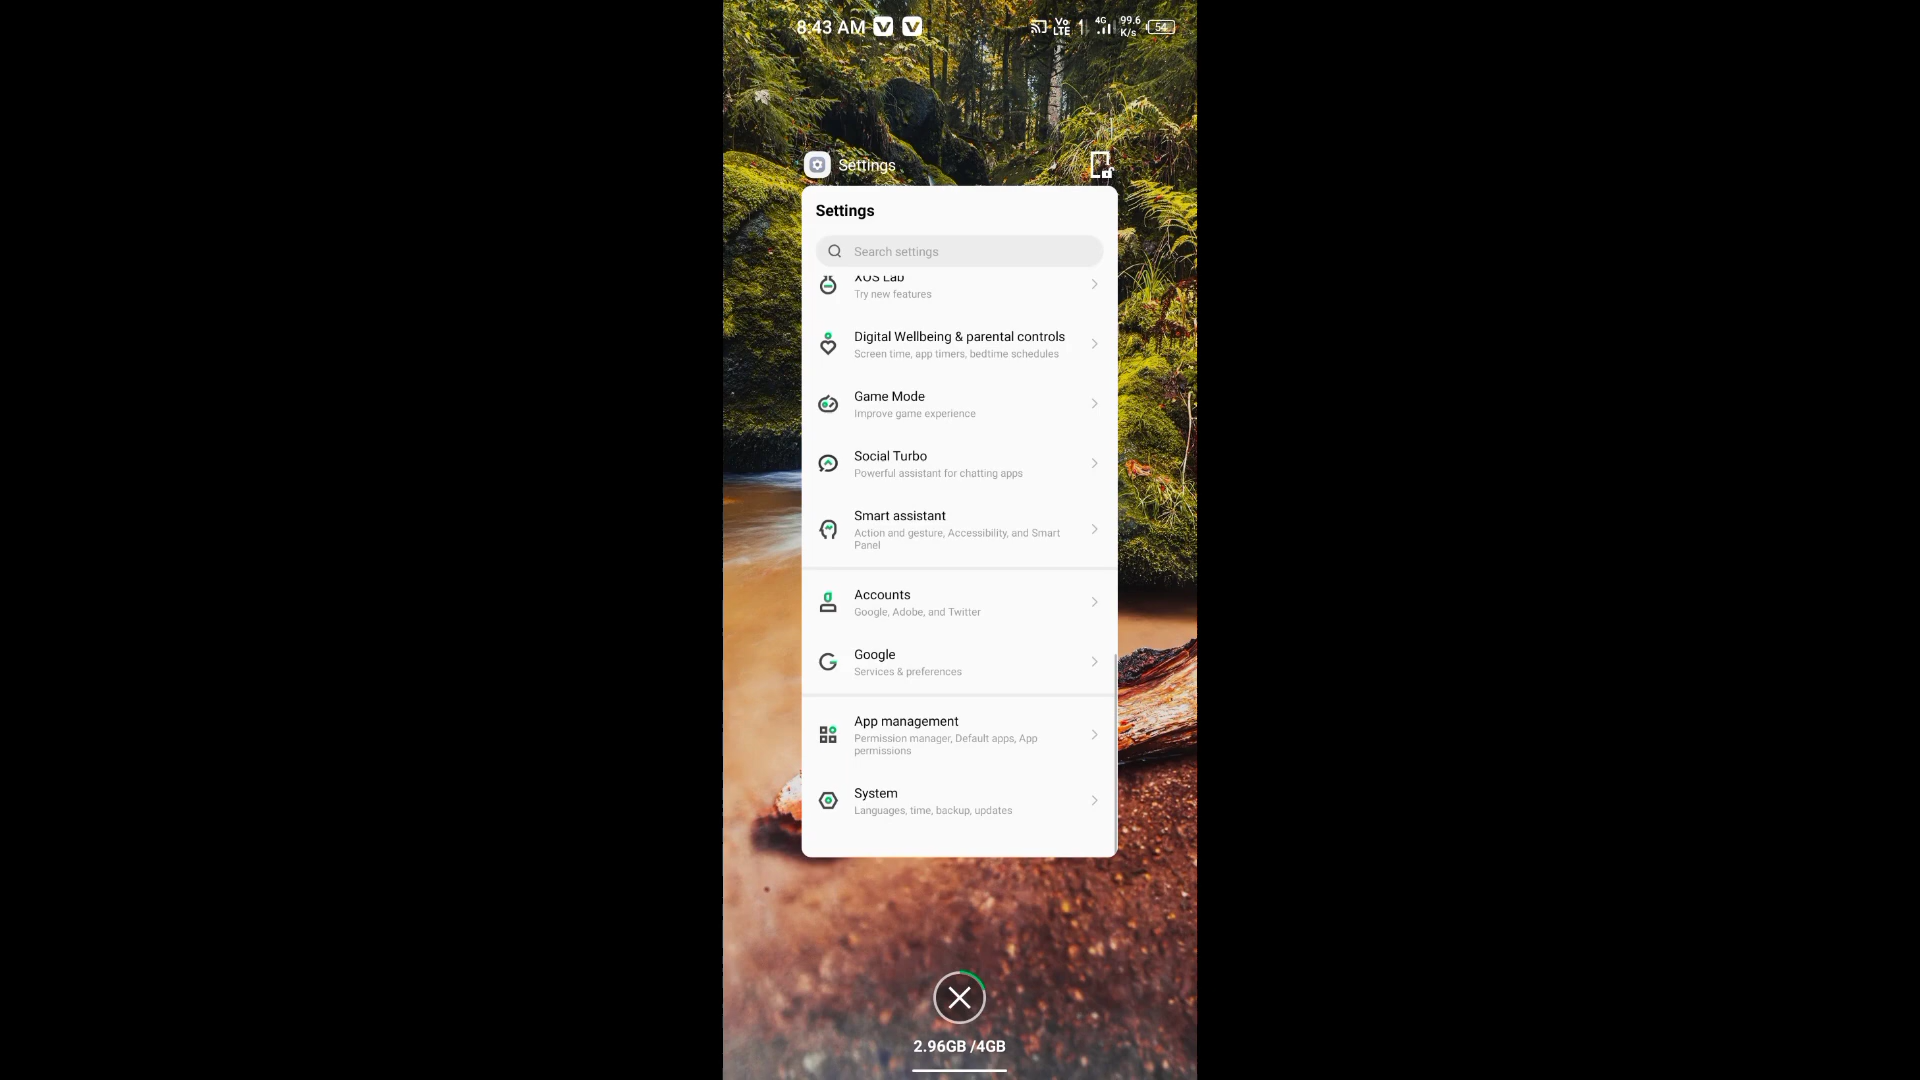 8:43 AM
Vo
LTE
4G
99.6
K/s
54
Settings
Settings
Search settings
XOS Lab
Try new features
Digital Wellbeing & parental controls
Screen time, app timers, bedtime schedules
Game Mode
Improve game experience
Social Turbo
Powerful assistant for chatting apps
Smart assistant
Action and gesture, Accessibility, and Smart
Panel
Accounts
Google, Adobe, and Twitter
Google
Services & preferences
App management
Permission manager, Default apps, App
permissions
System
Languages, time, backup, updates
2.96GB /4GB